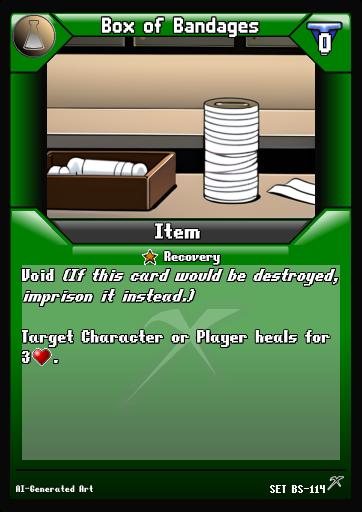 Box of Bandages
0
Item
Recovery
Void (If this card would be destroyed,
imprison it instead.)
Target Character or Player heals for
3❤.
AI-Generated Art
SET BS-114